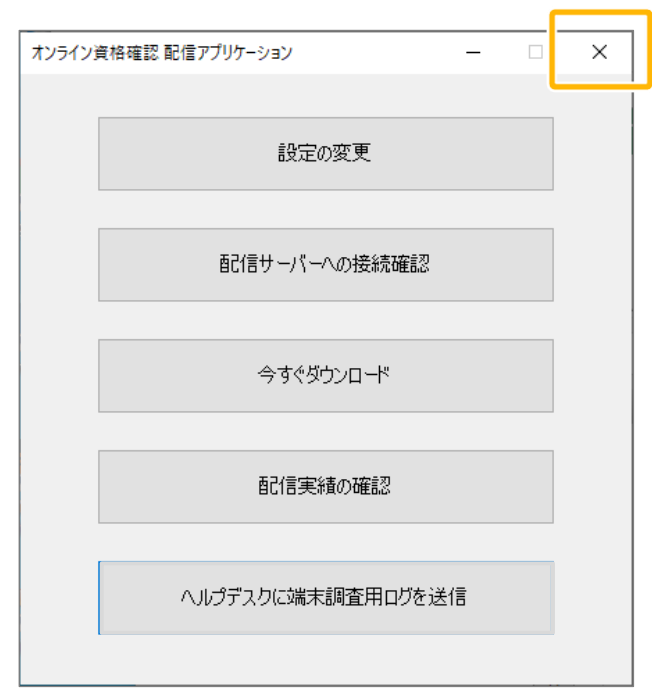 オンライン資格確認 配信アプリケーション
設定の変更
配信サーバーへの接続確認
今すぐダウンロード
配信実績の確認
ヘルプデスクに端末調査用ログを送信